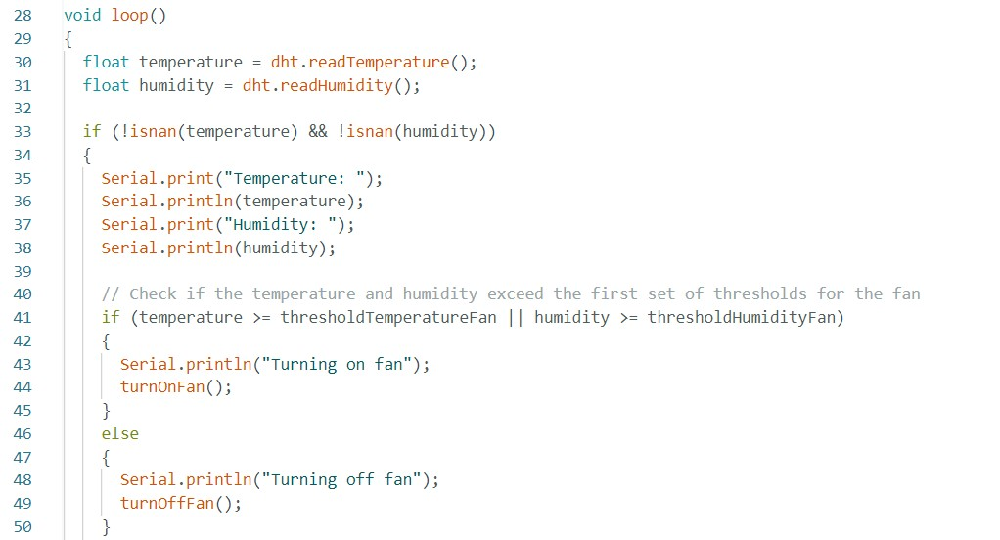 28 void loop()
29 {
30 float temperature = dht.readTemperature();
31 float humidity = dht.readHumidity();
32
33 if (!isnan(temperature) && !isnan(humidity))
34 {
35 Serial.print("Temperature: ");
36 Serial.println(temperature);
37 Serial.print("Humidity: ");
38 Serial.println(humidity);
39
40 // Check if the temperature and humidity exceed the first set of thresholds for the fan
41 if (temperature >= thresholdTemperatureFan || humidity >= thresholdHumidityFan)
42 {
43 Serial.println("Turning on fan");
44 turnOnFan();
45 }
46 else
47 {
48 Serial.println("Turning off fan");
49 turnOffFan();
50 }